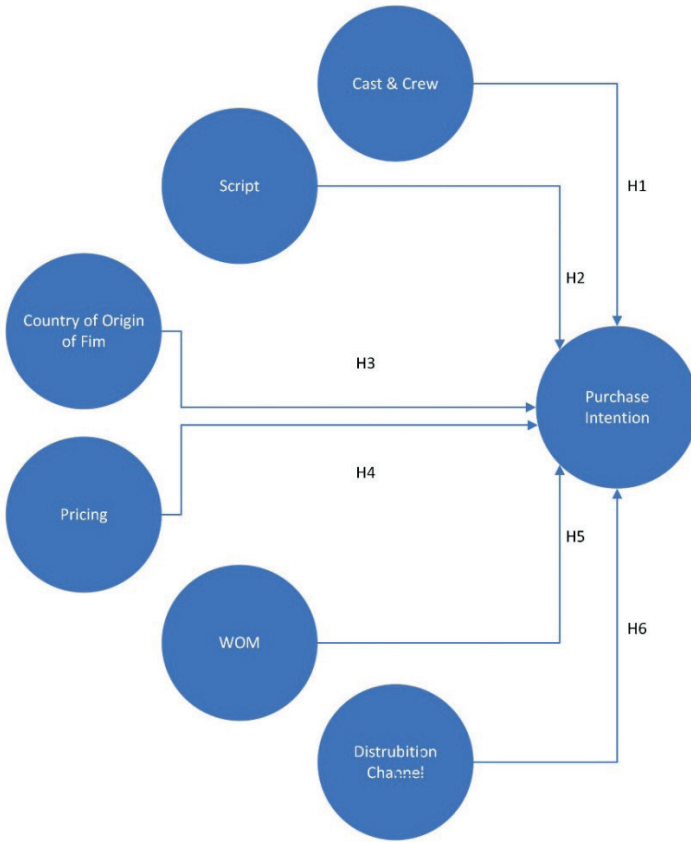 Cast & Crew
Script
H1
H2
Country of Origin
of Fim
H3
Purchase
Intention
H4
Pricing
H5
WOM
H6
Distrubition
Channel